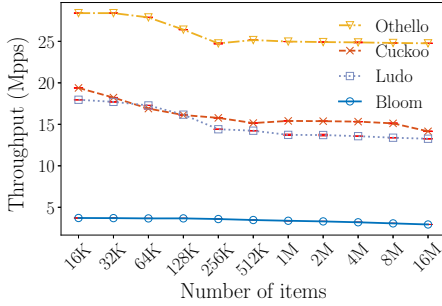 Throughput (Mpps)
25
20
15
10
5
Othello
Cuckoo
Ludo
Bloom
16K
32K
64K
128K
256K
512K
1M
2M
4M
8M
16M
Number of items